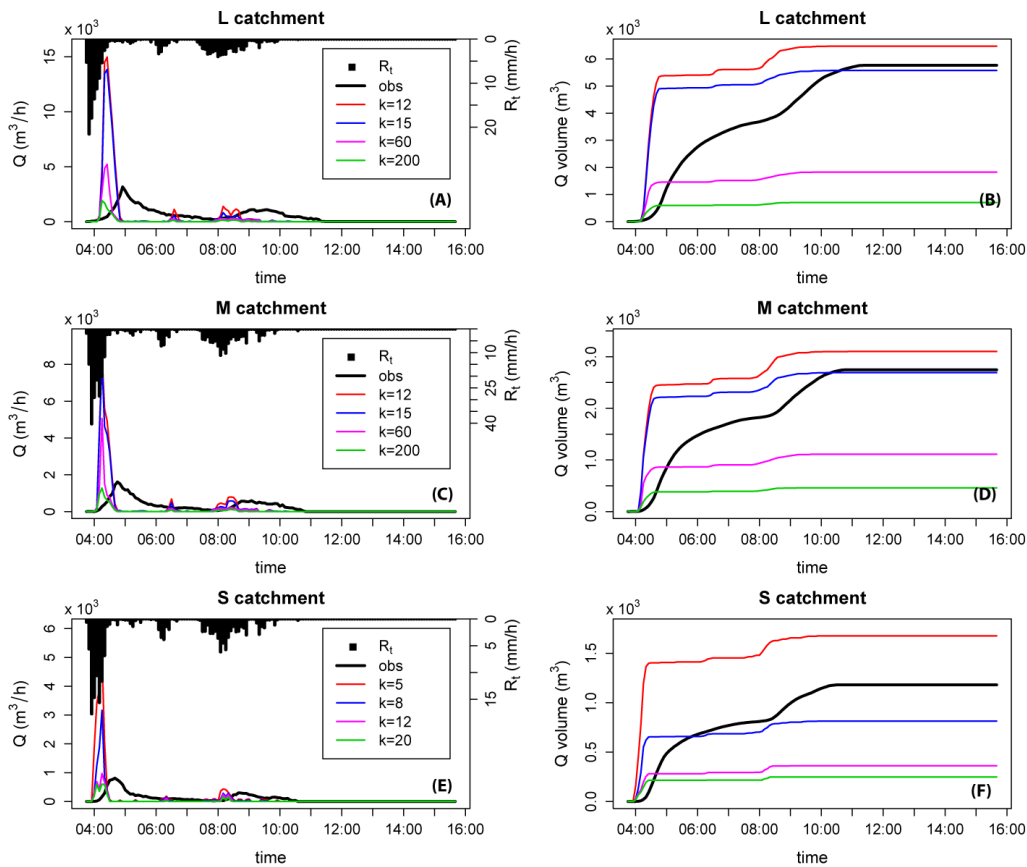 L catchment
x 10³
15
10
5
0
Q (m³/h)
0
10
20
Rₜ (mm/h)
Rₜ
obs
k=12
k=15
k=60
k=200
(A)
04:00 06:00 08:00 10:00 12:00 14:00 16:00
time
L catchment
x 10³
6
5
4
3
2
1
0
Q volume (m³)
(B)
04:00 06:00 08:00 10:00 12:00 14:00 16:00
time
M catchment
x 10³
8
6
4
2
0
Q (m³/h)
10
25
40
Rₜ (mm/h)
Rₜ
obs
k=12
k=15
k=60
k=200
(C)
04:00 06:00 08:00 10:00 12:00 14:00 16:00
time
M catchment
x 10³
3.0
2.0
1.0
0.0
Q volume (m³)
(D)
04:00 06:00 08:00 10:00 12:00 14:00 16:00
time
S catchment
x 10³
6
5
4
3
2
1
0
Q (m³/h)
0
5
15
Rₜ (mm/h)
Rₜ
obs
k=5
k=8
k=12
k=20
(E)
04:00 06:00 08:00 10:00 12:00 14:00 16:00
time
S catchment
x 10³
1.5
1.0
0.5
0.0
Q volume (m³)
(F)
04:00 06:00 08:00 10:00 12:00 14:00 16:00
time